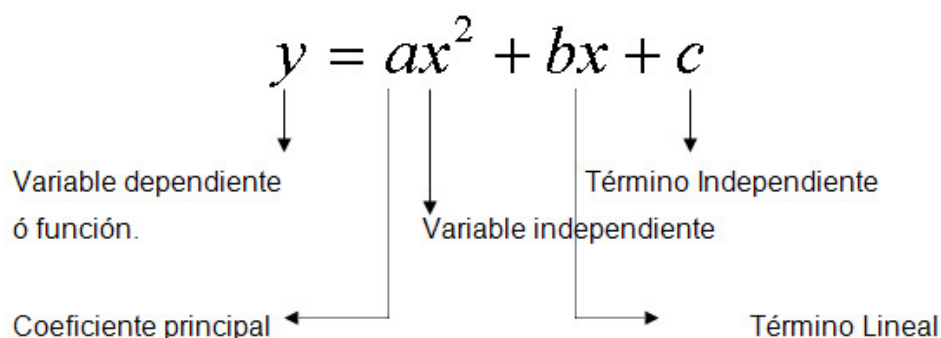 y = ax² + bx + c
Variable dependiente
ó función.
Término Independiente
Variable independiente
Coeficiente principal
Término Lineal